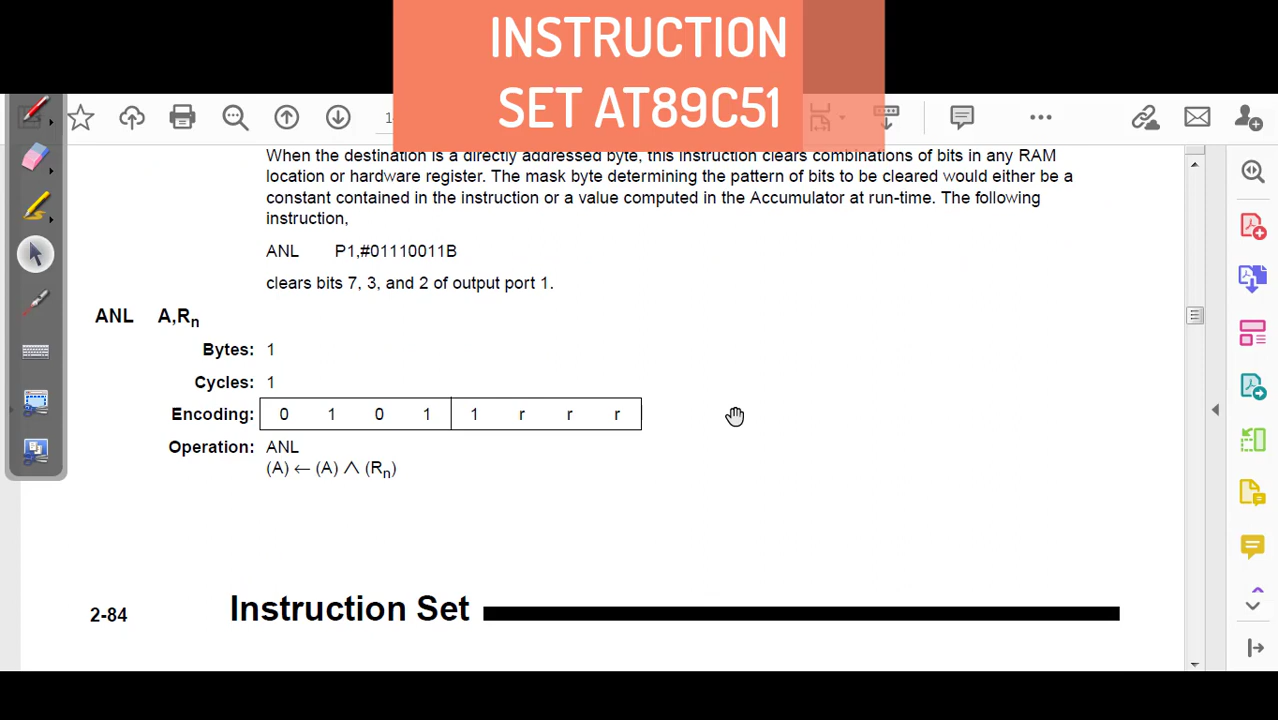 INSTRUCTION
SET AT89C51
When the destination is a directly addressed byte, this instruction clears combinations of bits in any RAM
location or hardware register. The mask byte determining the pattern of bits to be cleared would either be a
constant contained in the instruction or a value computed in the Accumulator at run-time. The following
instruction,
ANL P1,#01110011B
clears bits 7, 3, and 2 of output port 1.
ANL A,Rn
Bytes: 1
Cycles: 1
Encoding: 0 1 0 1 1 r r r
Operation: ANL
(A) ← (A) ∧ (Rn)
2-84 Instruction Set